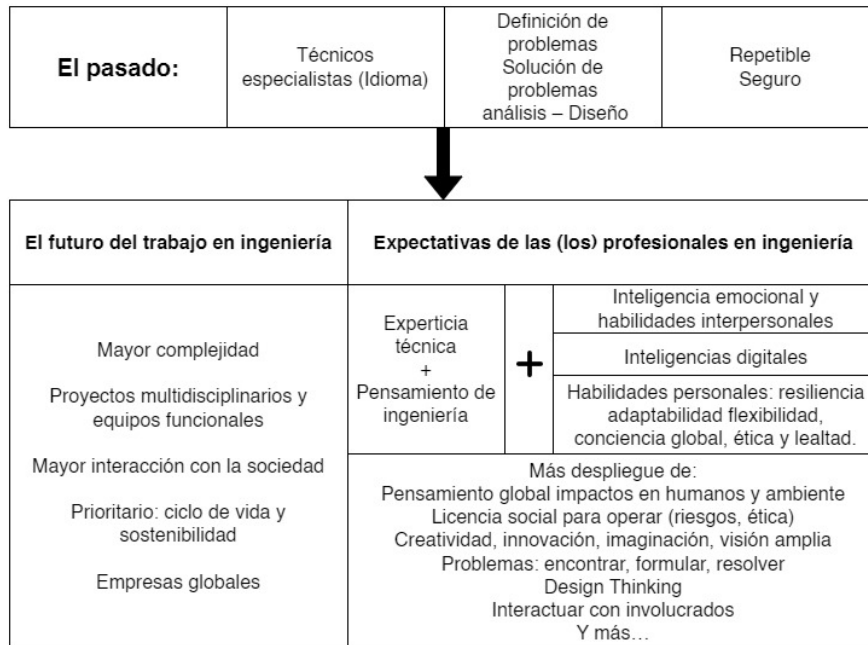 El pasado:
Técnicos
especialistas (Idioma)
Definición de
problemas
Solución de
problemas
análisis – Diseño
Repetible
Seguro
El futuro del trabajo en ingeniería
Expectativas de las (los) profesionales en ingeniería
Mayor complejidad
Proyectos multidisciplinarios y
equipos funcionales
Mayor interacción con la sociedad
Prioritario: ciclo de vida y
sostenibilidad
Empresas globales
Experticia
técnica
+
Pensamiento de
ingeniería
+
Inteligencia emocional y
habilidades interpersonales
Inteligencias digitales
Habilidades personales: resiliencia
adaptabilidad flexibilidad,
conciencia global, ética y lealtad.
Más despliegue de:
Pensamiento global impactos en humanos y ambiente
Licencia social para operar (riesgos, ética)
Creatividad, innovación, imaginación, visión amplia
Problemas: encontrar, formular, resolver
Design Thinking
Interactuar con involucrados
Y más…